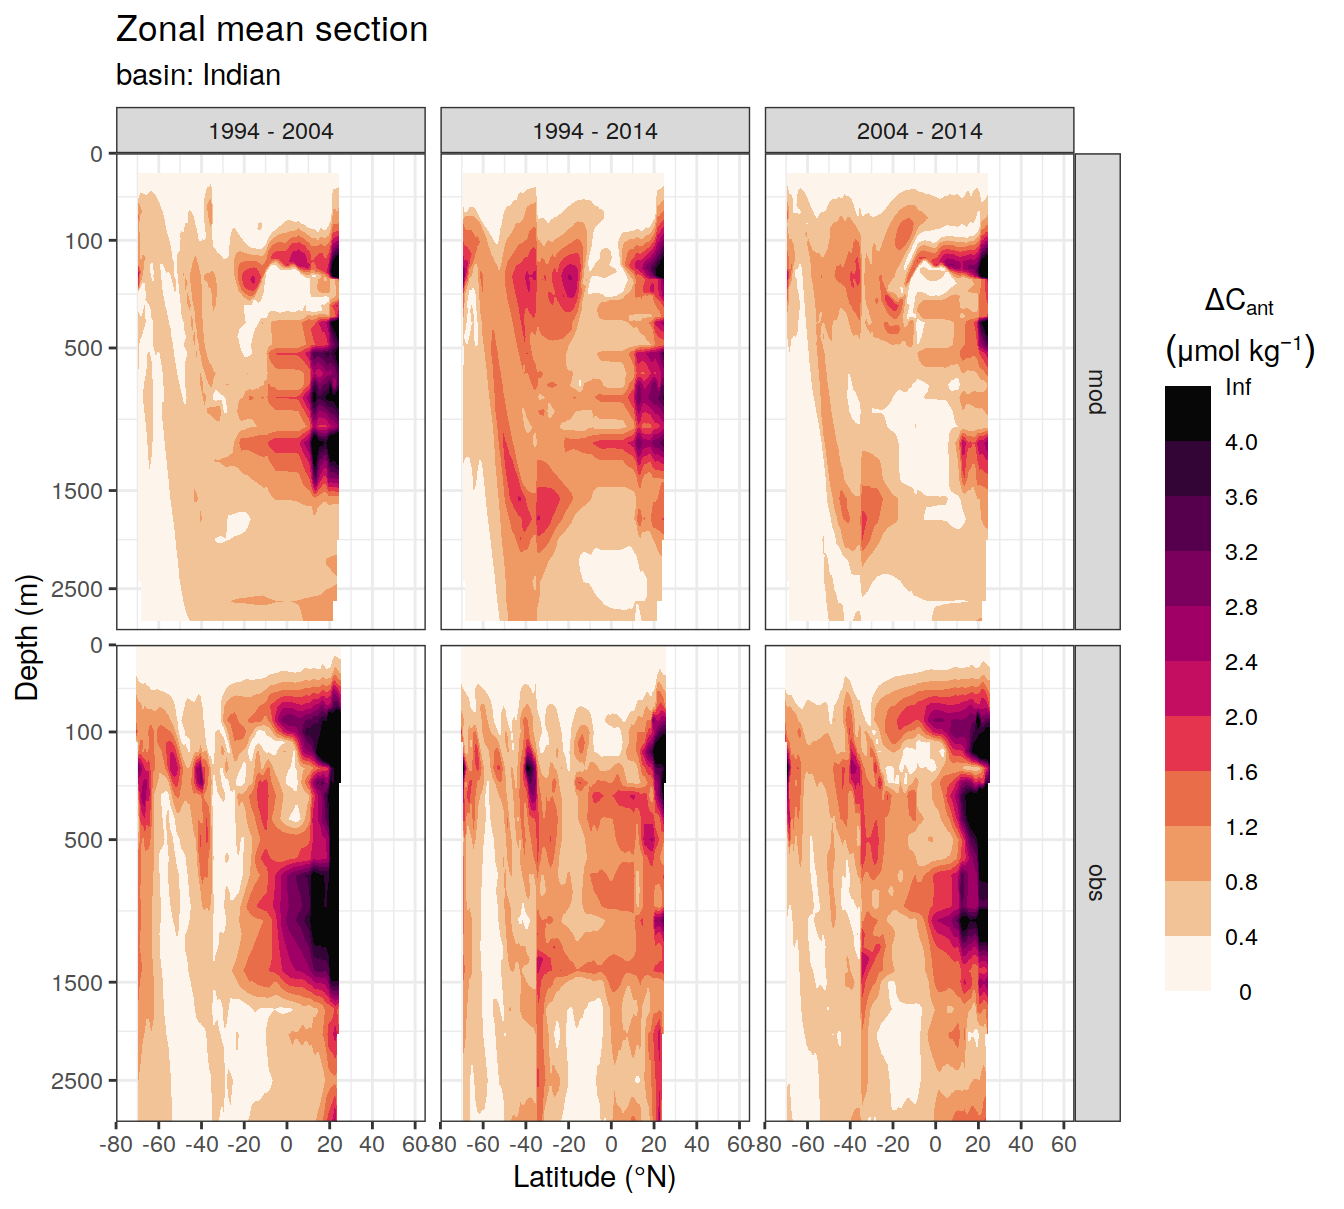 Zonal mean section
basin: Indian
1994 - 2004
1994 - 2014
2004 - 2014
0
100
500
1500
2500
mod
0
100
500
1500
2500
obs
Depth (m)
-80 -60 -40 -20 0 20 40 60
-80 -60 -40 -20 0 20 40 60
-80 -60 -40 -20 0 20 40 60
Latitude (°N)
ΔCant
(μmol kg⁻¹)
Inf
4.0
3.6
3.2
2.8
2.4
2.0
1.6
1.2
0.8
0.4
0